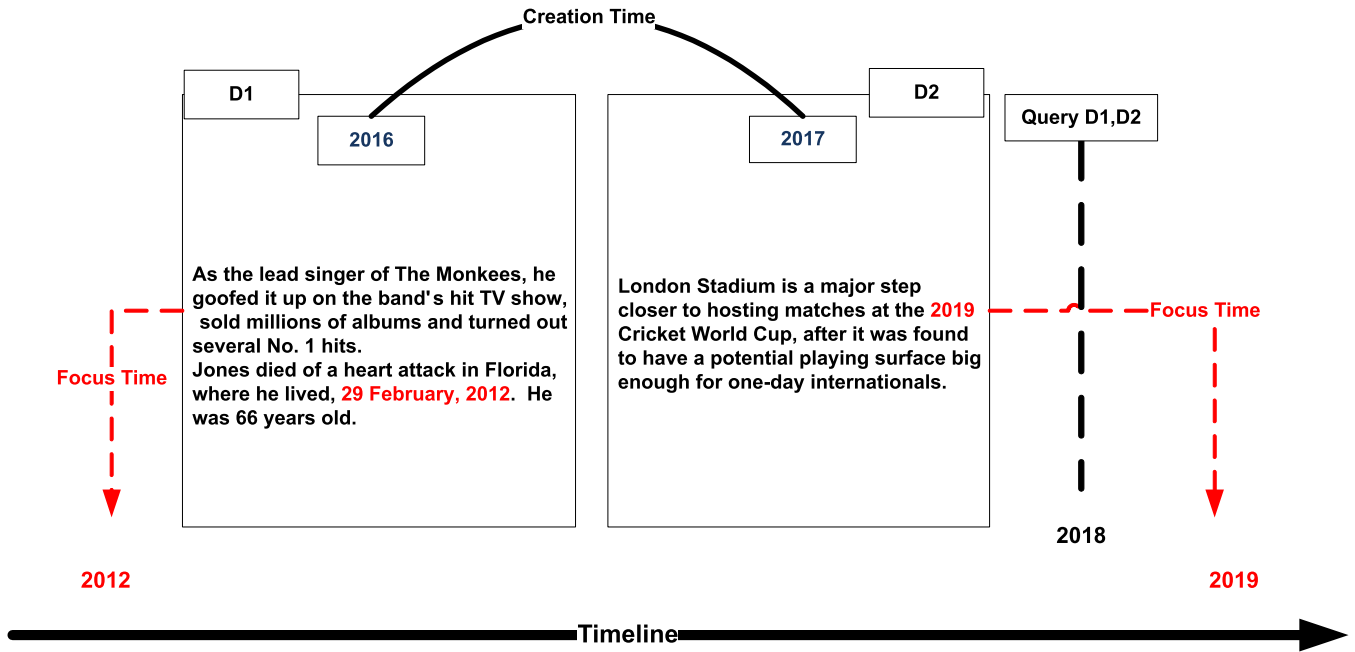 Creation Time
D1
2016
As the lead singer of The Monkees, he
goofed it up on the band's hit TV show,
sold millions of albums and turned out
several No. 1 hits.
Jones died of a heart attack in Florida,
where he lived, 29 February, 2012. He
was 66 years old.
Focus Time
2012
D2
2017
London Stadium is a major step
closer to hosting matches at the 2019
Cricket World Cup, after it was found
to have a potential playing surface big
enough for one-day internationals.
Query D1,D2
2018
Focus Time
2019
Timeline